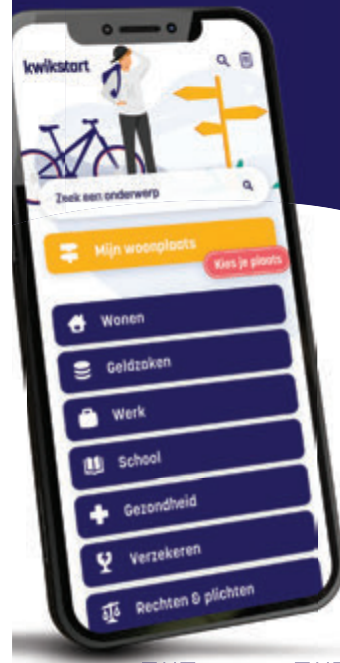 kwikstart
Zoek een onderwerp
Mijn woonplaats
Kies je plaats
Wonen
Geldzaken
Werk
School
Gezondheid
Verzekeren
Rechten & plichten